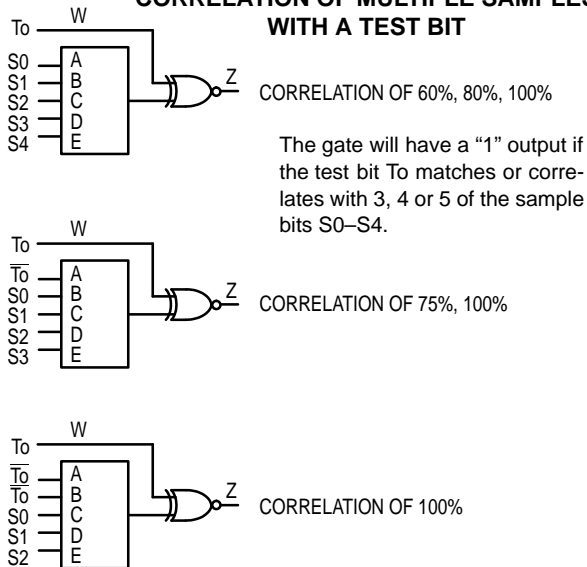 CORRELATION OF MULTIPLE SAMPLES
WITH A TEST BIT
W
To
S0 A
S1 B
S2 C
S3 D
S4 E
Z
CORRELATION OF 60%, 80%, 100%
The gate will have a “1” output if
the test bit To matches or corre-
lates with 3, 4 or 5 of the sample
bits S0–S4.
W
To
T̅o̅ A
S0 B
S1 C
S2 D
S3 E
Z
CORRELATION OF 75%, 100%
W
To
T̅o̅ A
T̅o̅ B
S0 C
S1 D
S2 E
Z
CORRELATION OF 100%